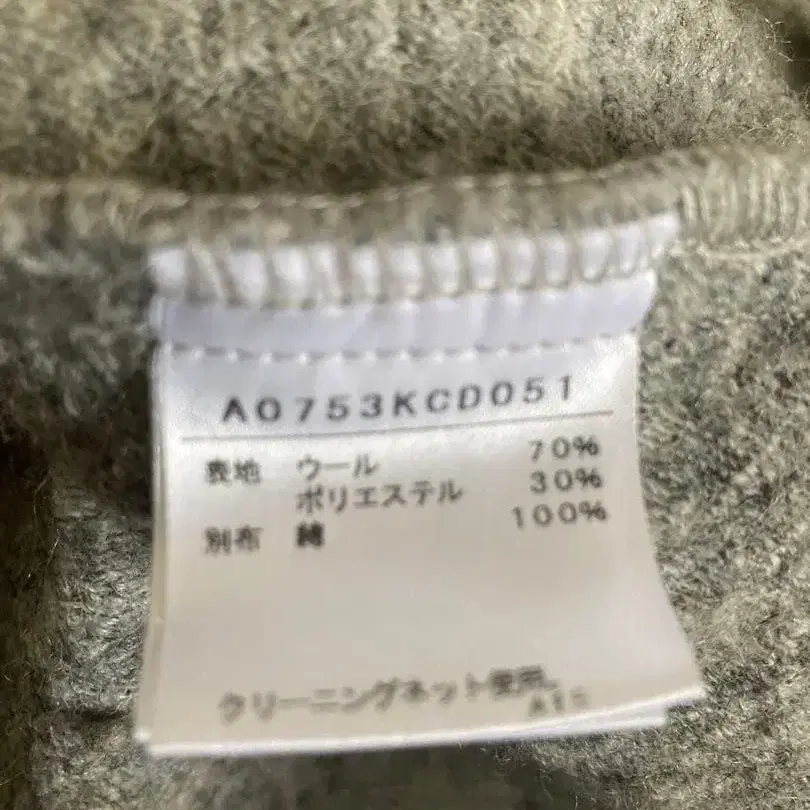 A0753KCD051
表地 ウール 70%
ポリエステル 30%
別布 綿 100%
クリーニングネット使用。